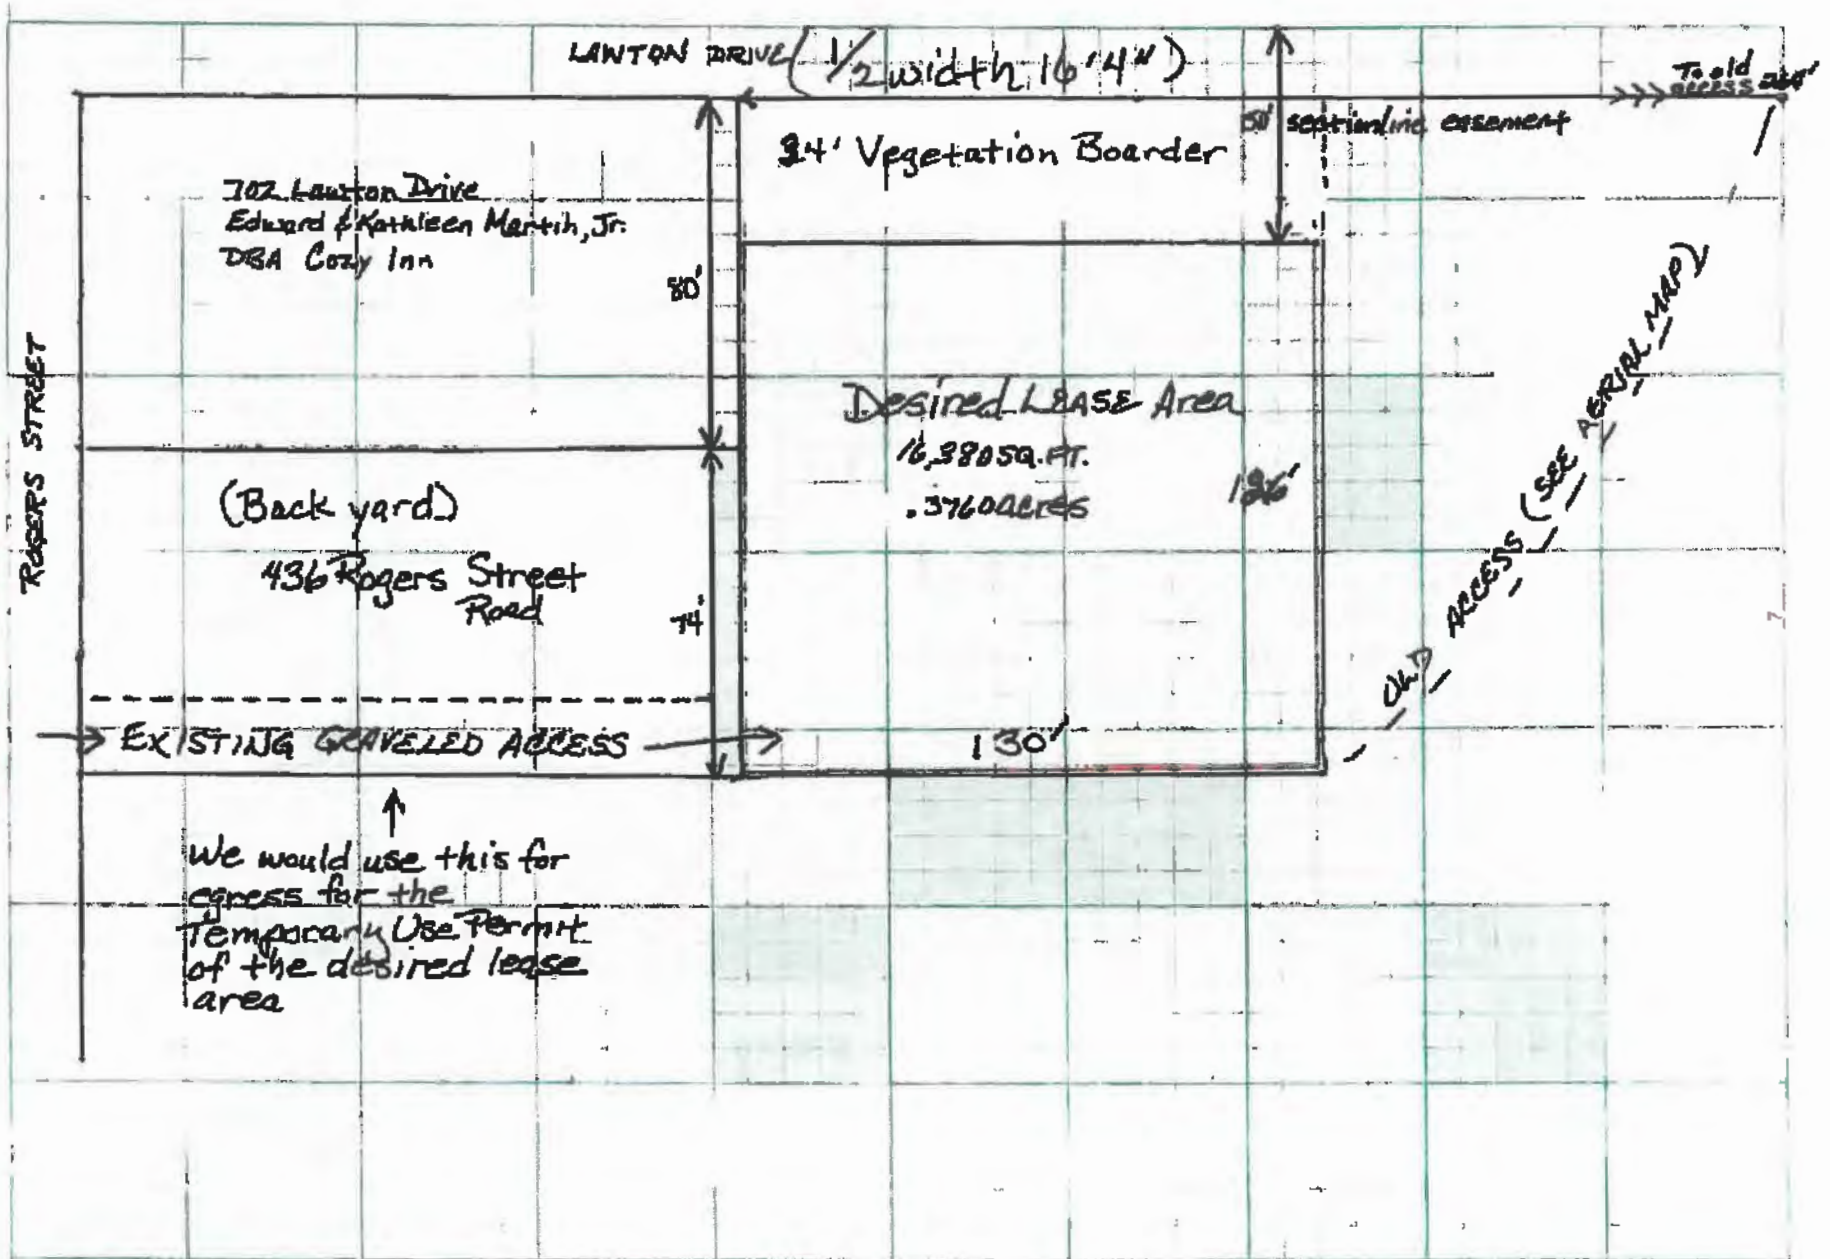 LAWTON DRIVE (1/2 width 16'4")
To old
access
50' sectionline easement
34' Vegetation Boarder
702 Lawton Drive
Edward & Kathleen Martin, Jr.
DBA Cozy Inn
80'
ROGERS STREET
Desired LEASE Area
16,380 SQ. FT.
.3760 acres
126'
(Back yard)
436 Rogers Street
Road
74'
OLD ACCESS (SEE AERIAL MAP)
EXISTING GRAVELED ACCESS
130'
We would use this for
egress for the
Temporary Use Permit
of the desired lease
area